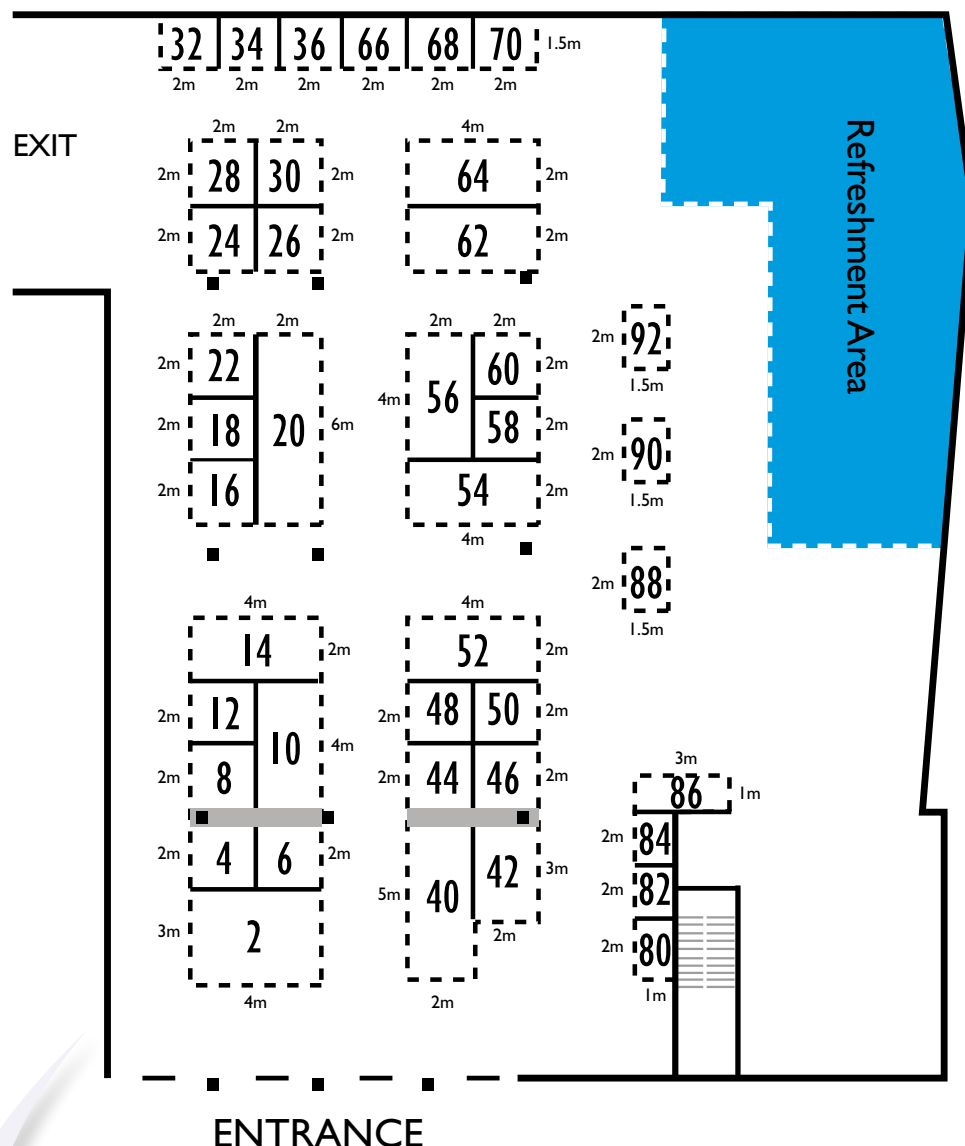 32 34 36 66 68 70 1.5m
2m 2m 2m 2m 2m 2m
EXIT
Refreshment Area
2m 2m 4m
2m 28 30 2m 64 2m
2m 24 26 2m 62 2m
2m 2m 2m 2m
2m 22 60 2m
2m 92
1.5m
4m 56
2m 18 20 6m 58 2m
2m 90
1.5m
2m 16 54 2m
4m
2m 88
1.5m
4m 4m
14 2m 52 2m
2m 12 2m 48 50 2m
10 4m
2m 8 2m 44 46 2m
3m
86 1m
2m 84
2m 4 6 2m 42 3m
2m 82
5m 40
3m 2 2m
2m 80
4m 2m 1m
ENTRANCE